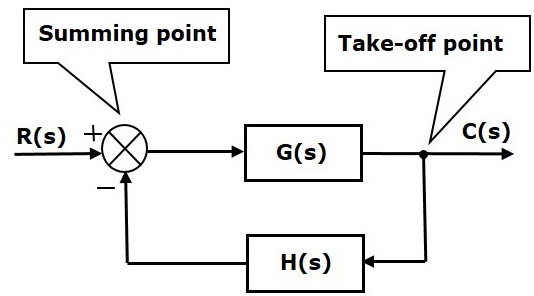 Summing point
Take-off point
R(s)
+
C(s)
G(s)
−
H(s)